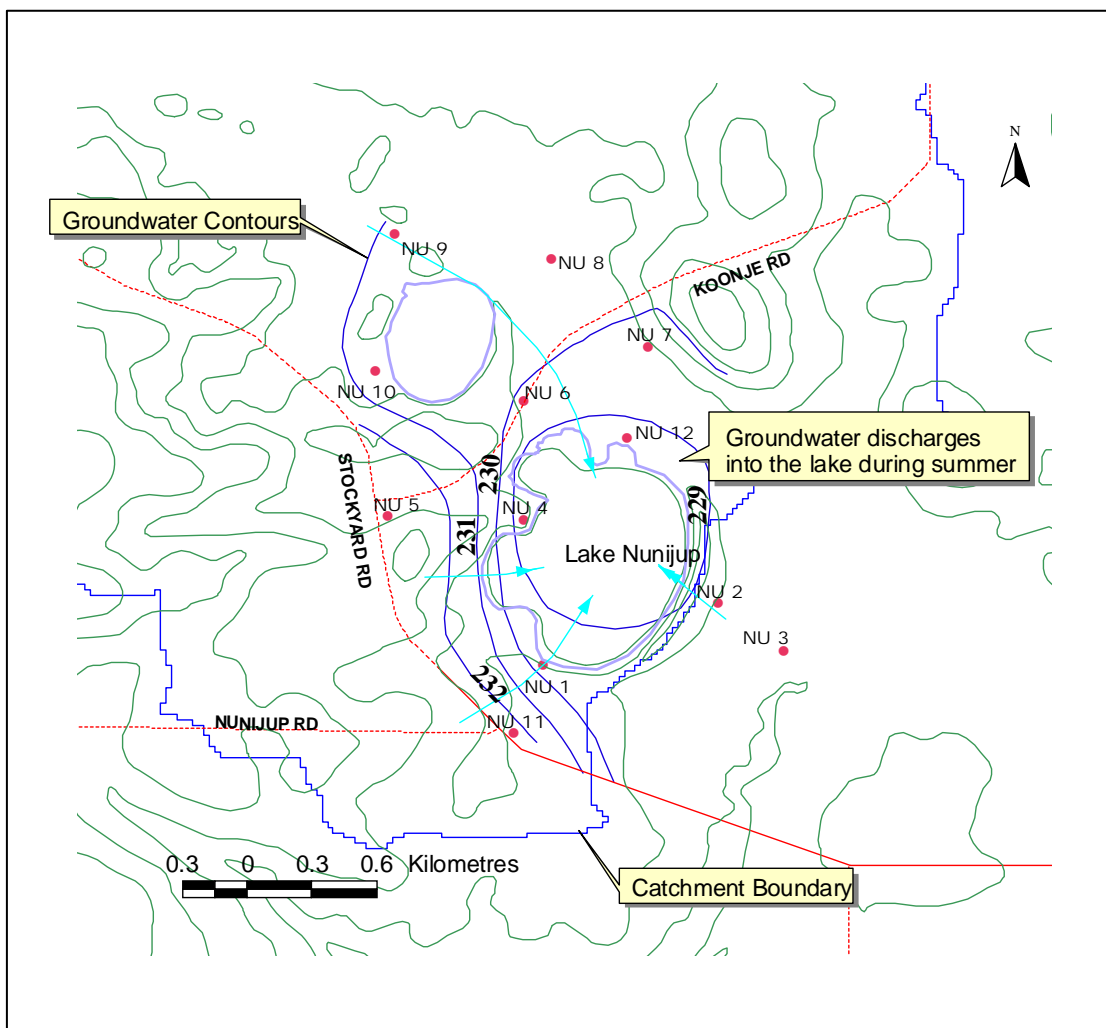 N
Groundwater Contours
NU 9
NU 8
KOONJE RD
NU 7
NU 10
NU 6
NU 12
Groundwater discharges
into the lake during summer
230
229
STOCKYARD RD
NU 5
231
NU 4
Lake Nunijup
NU 2
NU 3
232
NU 1
NUNIJUP RD
NU 11
0.3 0 0.3 0.6 Kilometres
Catchment Boundary